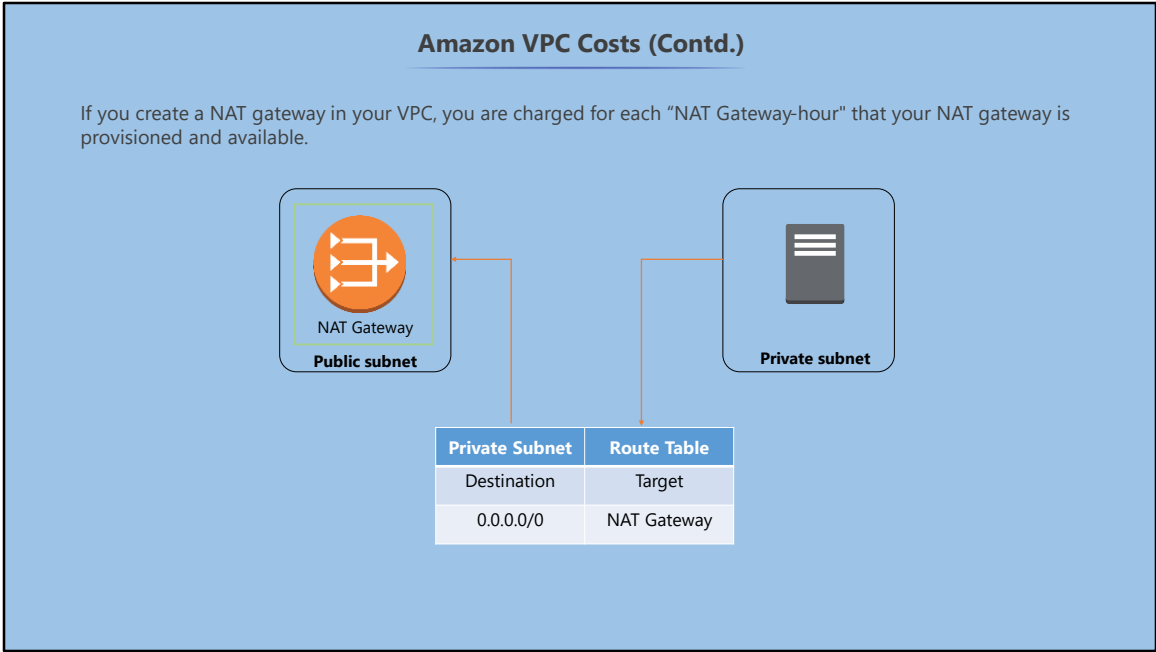 Amazon VPC Costs (Contd.)
If you create a NAT gateway in your VPC, you are charged for each “NAT Gateway-hour" that your NAT gateway is
provisioned and available.
NAT Gateway
Public subnet
Private subnet
Private Subnet Route Table
Destination Target
0.0.0.0/0 NAT Gateway